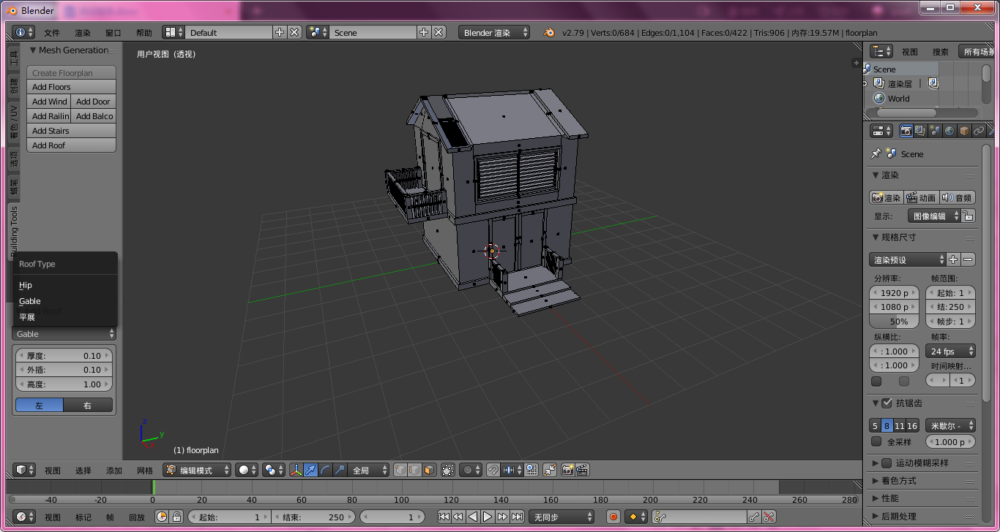 Blender
文件 渲染 窗口 帮助 Default Scene Blender 渲染 v2.79 | Verts:0/684 | Edges:0/1,104 | Faces:0/422 | Tris:906 | 内存:19.57M | floorplan
工具
创建
着色 / UV
选项
蜡笔
Building Tools
Mesh Generation
Create Floorplan
Add Floors
Add Wind Add Door
Add Railin Add Balco
Add Stairs
Add Roof
Roof Type
Hip
Gable
Add Roof
平展
Gable
厚度: 0.10
外插: 0.10
高度: 1.00
左 右
用户视图 (透视)
z
y
(1) floorplan
视图 选择 添加 网格 编辑模式 全局
-40 -20 0 20 40 60 80 100 120 140 160 180 200 220 240 260 280
视图 标记 帧 回放 起始: 1 结束: 250 1 无同步
视图 搜索 所有场景
Scene
渲染层 |
World
Scene
渲染
渲染 动画 音频
显示: 图像编辑
规格尺寸
渲染预设
分辨率: 帧范围:
1920 p 起始: 1
1080 p 结:250
50% 帧步: 1
纵横比: 帧率:
: 1.000 24 fps
: 1.000 时间映射...
1
抗锯齿
5 8 11 16 米歇尔 -
全采样 1.000 p
运动模糊采样
着色方式
性能
后期处理